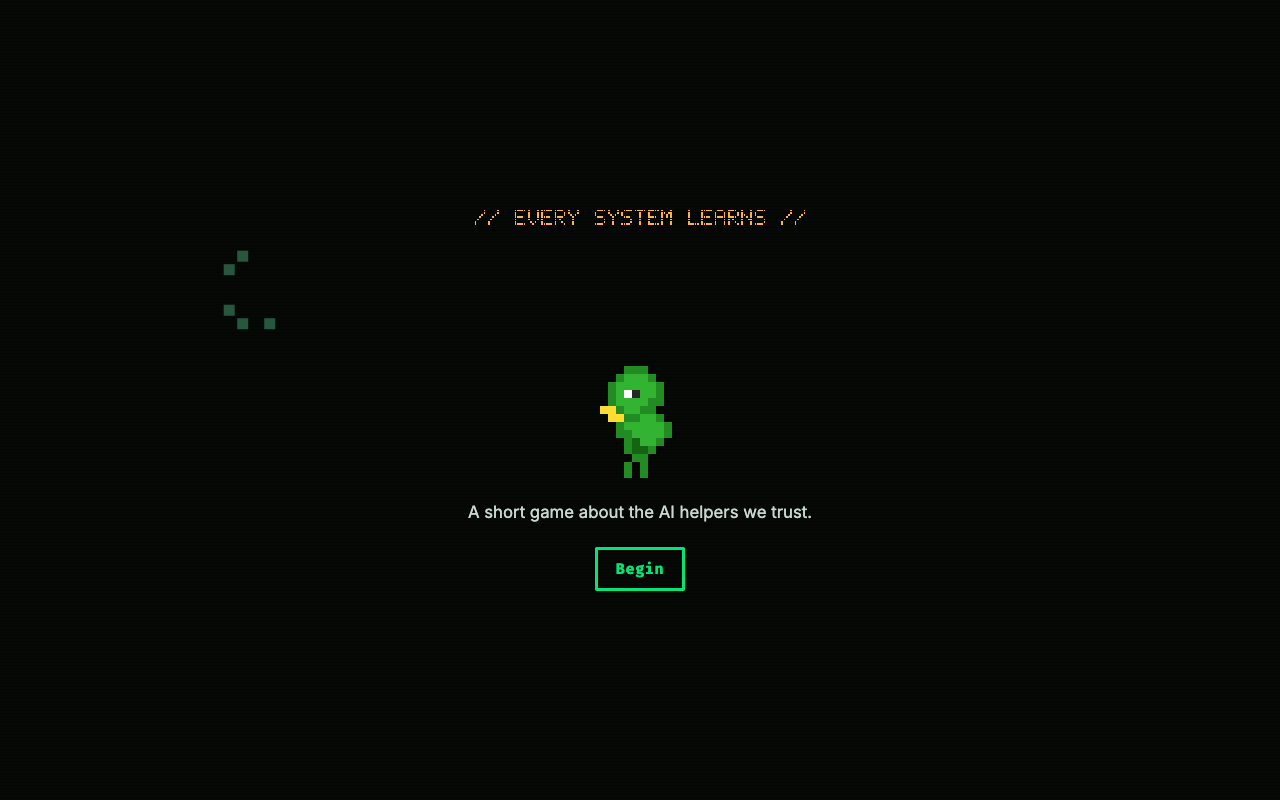 // EVERY SYSTEM LEARNS //
A short game about the AI helpers we trust.
Begin